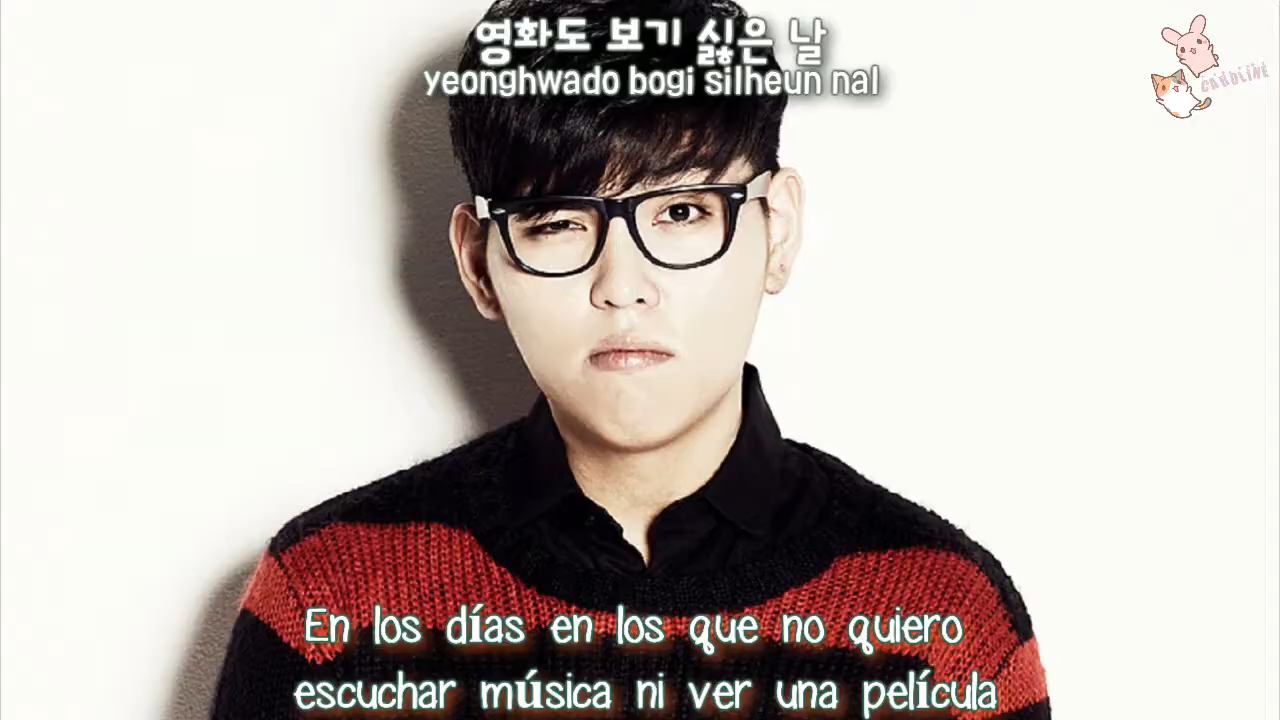 영화도 보기 싫은 날
yeonghwado bogi silheun nal
En los días en los que no quiero
escuchar música ni ver una película